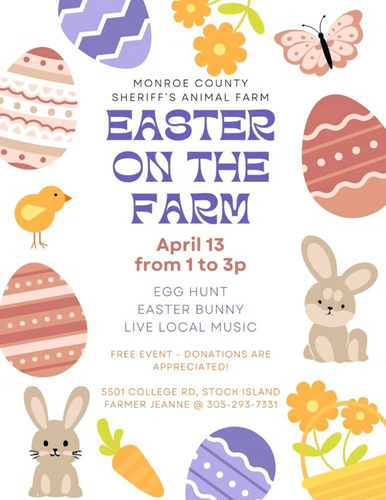 MONROE COUNTY
SHERIFF'S ANIMAL FARM
EASTER
ON THE
FARM
April 13
from 1 to 3p
EGG HUNT
EASTER BUNNY
LIVE LOCAL MUSIC
FREE EVENT - DONATIONS ARE
APPRECIATED!
5501 COLLEGE RD, STOCK ISLAND
FARMER JEANNE @ 305-293-7331